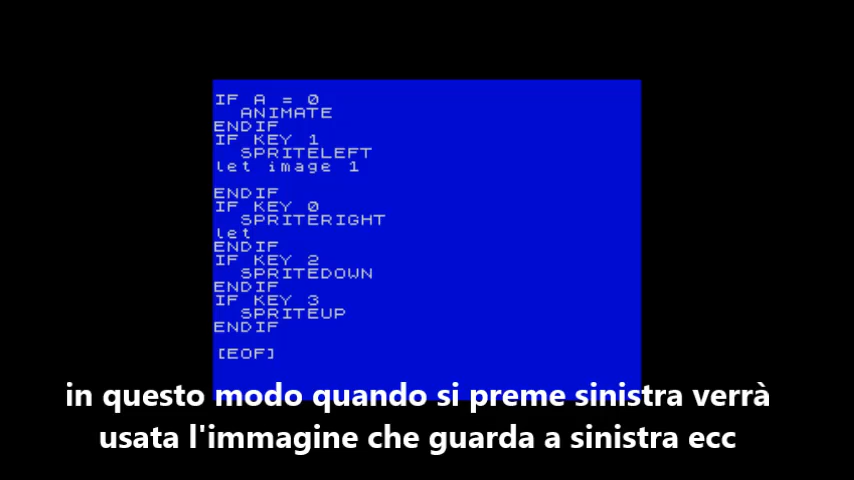 IF A = 0
ANIMATE
ENDIF
IF KEY 1
SPRITELEFT
let image 1
ENDIF
IF KEY 0
SPRITERIGHT
let
ENDIF
IF KEY 2
SPRITEDOWN
ENDIF
IF KEY 3
SPRITEUP
ENDIF
[EOF]
in questo modo quando si preme sinistra verrà
usata l'immagine che guarda a sinistra ecc